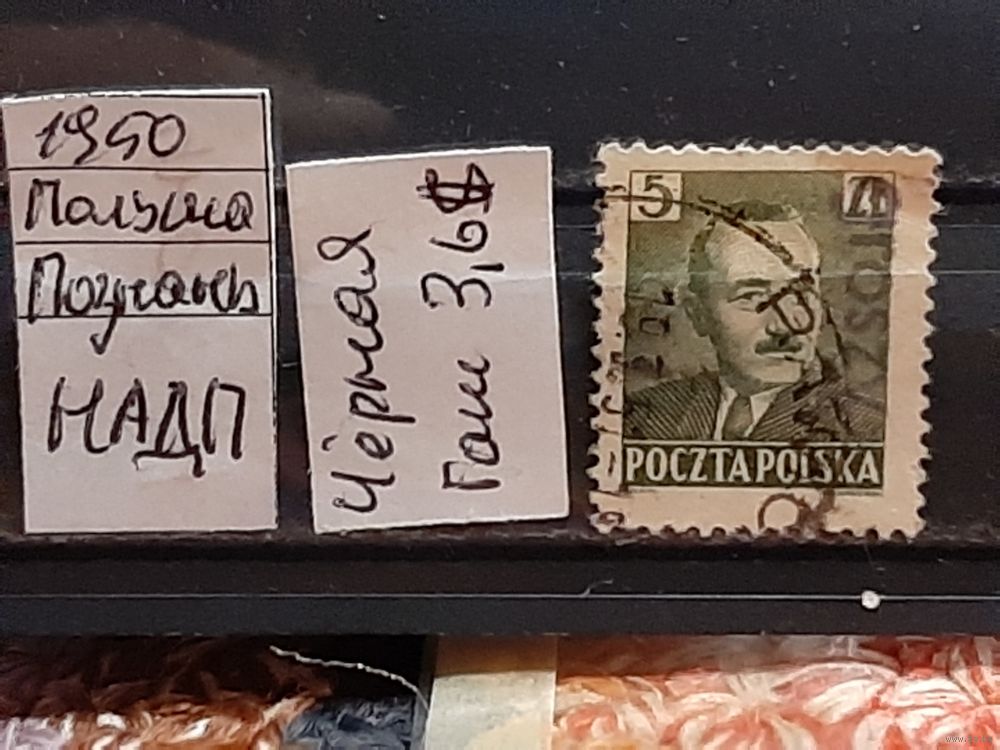 1950
Польша
Познань
НАДП
Чёрная
Гаш 3,6$
5 ZŁ
POCZTA POLSKA